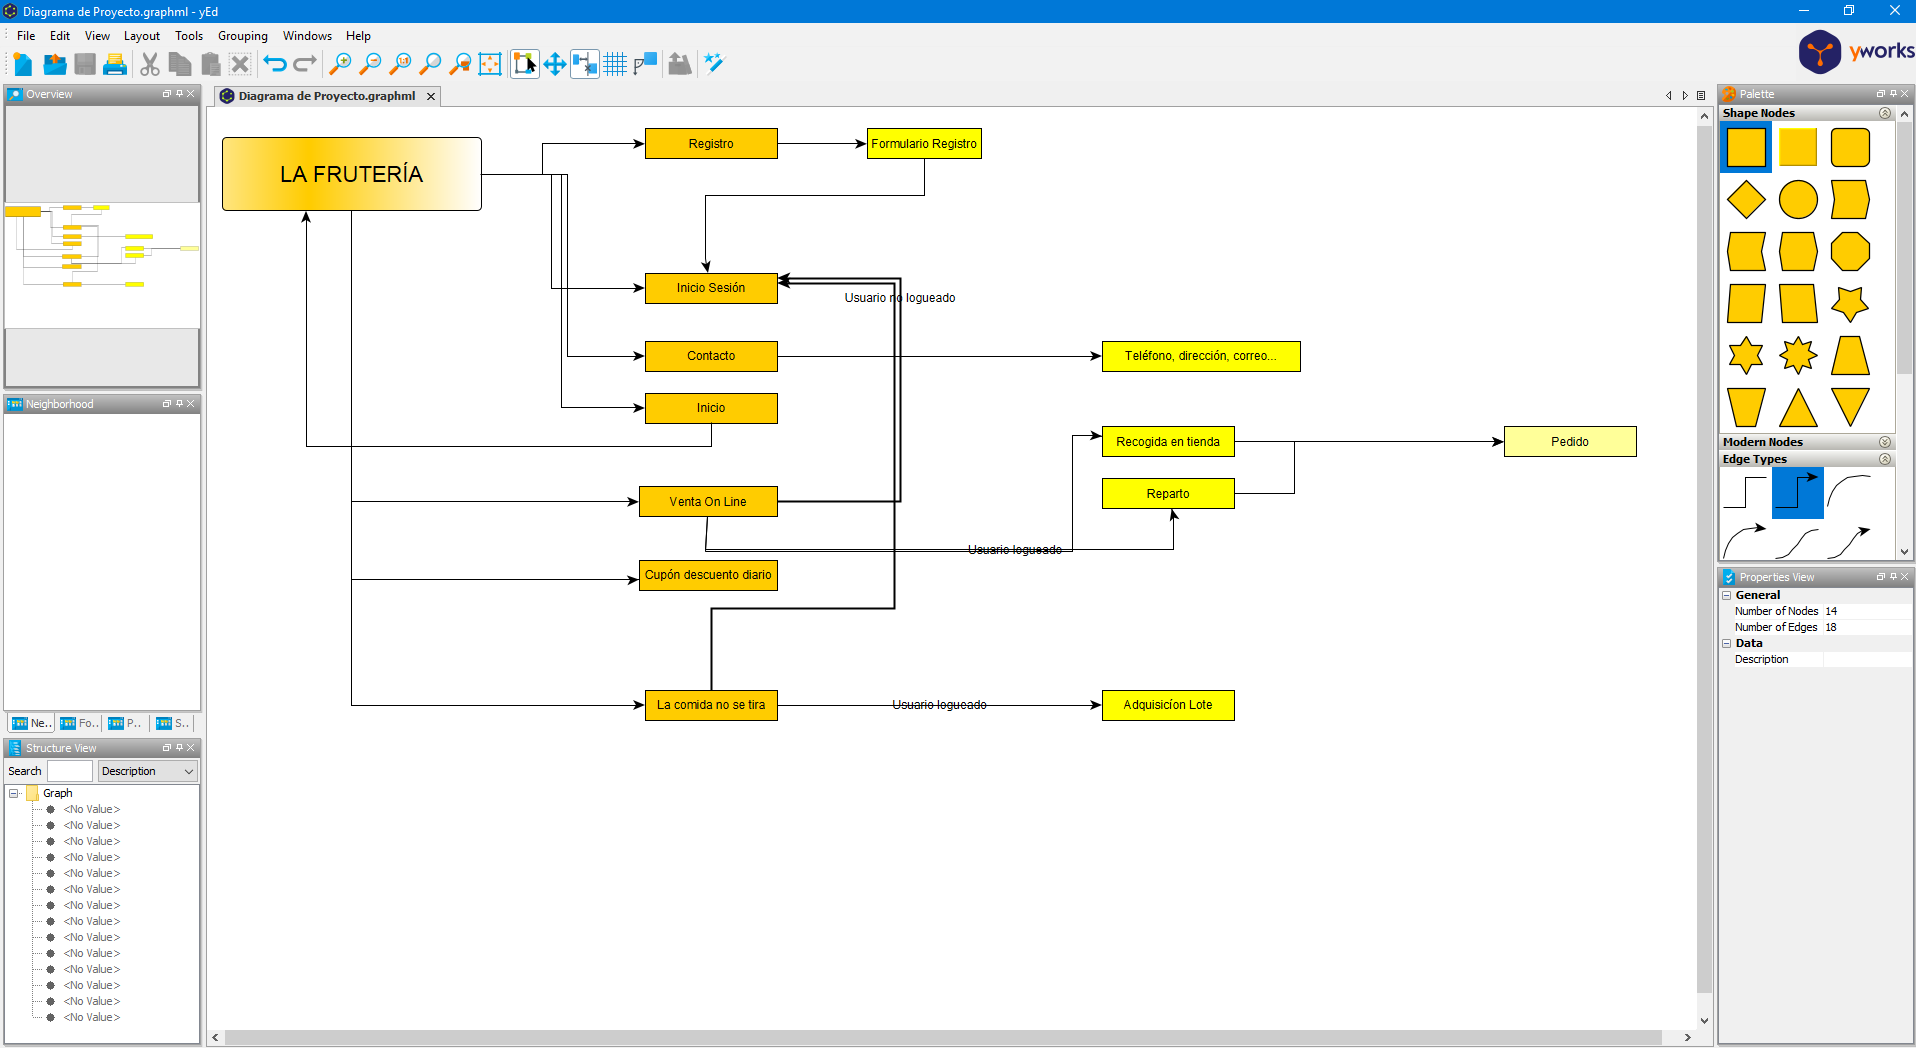 Diagrama de Proyecto.graphml - yEd
File Edit View Layout Tools Grouping Windows Help
yworks
Overview
Neighborhood
Ne.. Fo.. P.. S..
Structure View
Search Description
Graph
<No Value>
<No Value>
<No Value>
<No Value>
<No Value>
<No Value>
<No Value>
<No Value>
<No Value>
<No Value>
<No Value>
<No Value>
<No Value>
<No Value>
Diagrama de Proyecto.graphml
LA FRUTERÍA
Registro
Formulario Registro
Inicio Sesión
Usuario no logueado
Contacto
Teléfono, dirección, correo...
Inicio
Recogida en tienda
Pedido
Reparto
Venta On Line
Usuario logueado
Cupón descuento diario
La comida no se tira
Usuario logueado
Adquisicíon Lote
Palette
Shape Nodes
Modern Nodes
Edge Types
Properties View
General
Number of Nodes 14
Number of Edges 18
Data
Description